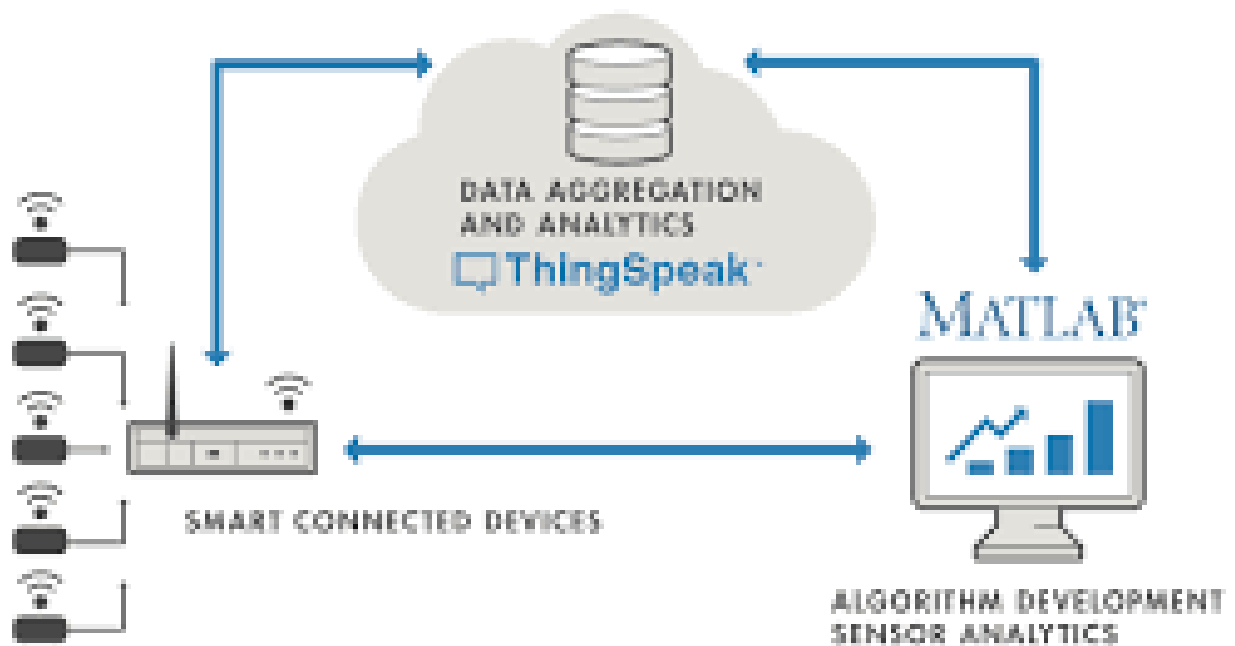 DATA AGGREGATION
AND ANALYTICS
ThingSpeak
MATLAB
SMART CONNECTED DEVICES
ALGORITHM DEVELOPMENT
SENSOR ANALYTICS